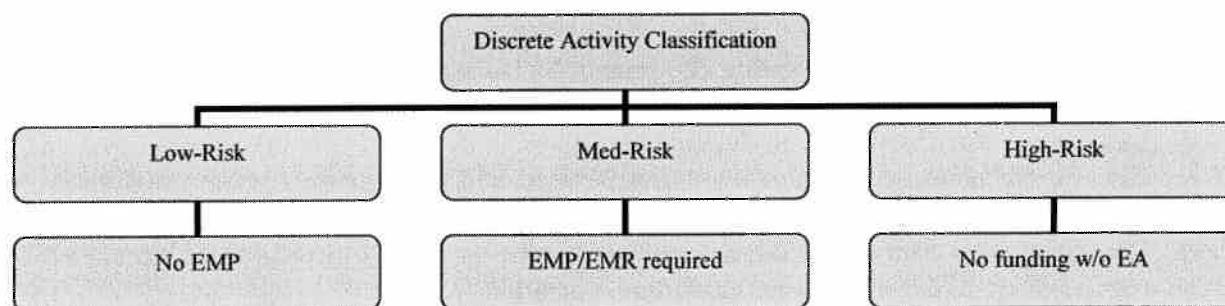 Discrete Activity Classification
Low-Risk
Med-Risk
High-Risk
No EMP
EMP/EMR required
No funding w/o EA